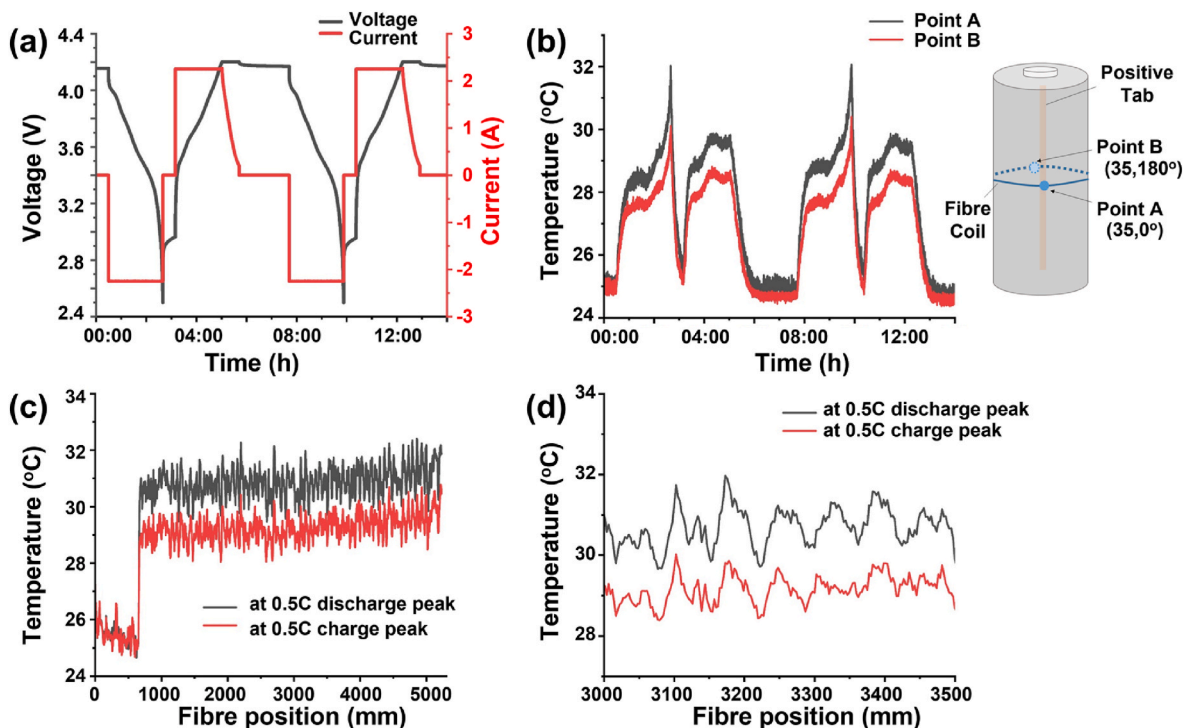 (a)
Voltage
Current
4.4
4.0
3.6
3.2
2.8
2.4
Voltage (V)
3
2
1
0
-1
-2
-3
Current (A)
00:00
04:00
08:00
12:00
Time (h)
(b)
Point A
Point B
32
30
28
26
24
Temperature (°C)
00:00
04:00
08:00
12:00
Time (h)
Positive
Tab
Point B
(35,180°)
Fibre
Coil
Point A
(35,0°)
(c)
34
32
30
28
26
24
Temperature (°C)
at 0.5C discharge peak
at 0.5C charge peak
0
1000
2000
3000
4000
5000
Fibre position (mm)
(d)
at 0.5C discharge peak
at 0.5C charge peak
34
32
30
28
Temperature (°C)
3000
3100
3200
3300
3400
3500
Fibre position (mm)